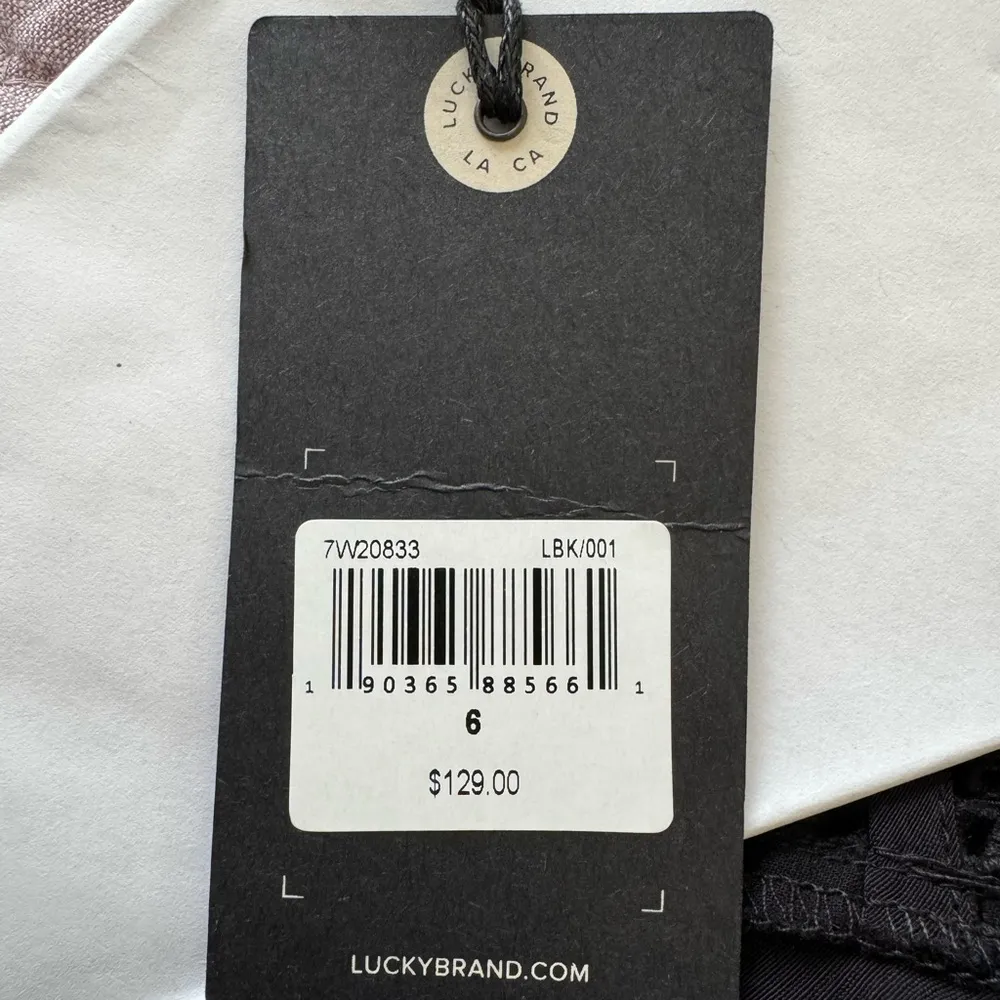 LUCKY BRAND
LA CA
7W20833 LBK/001
1 90365 88566 1
6
$129.00
LUCKYBRAND.COM